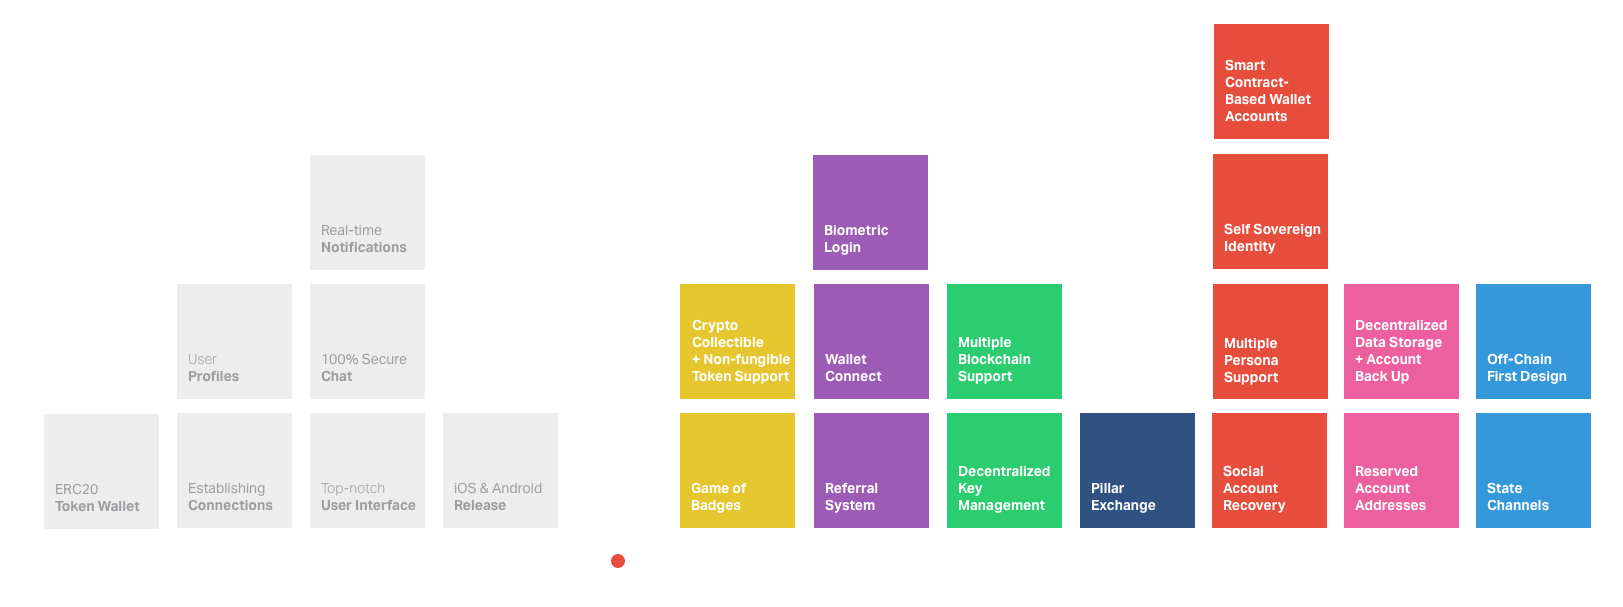 Smart
Contract-
Based Wallet
Accounts
Real-time
Notifications
Biometric
Login
Self Sovereign
Identity
User
Profiles
100% Secure
Chat
Crypto
Collectible
+ Non-fungible
Token Support
Wallet
Connect
Multiple
Blockchain
Support
Multiple
Persona
Support
Decentralized
Data Storage
+ Account
Back Up
Off-Chain
First Design
ERC20
Token Wallet
Establishing
Connections
Top-notch
User Interface
iOS & Android
Release
Game of
Badges
Referral
System
Decentralized
Key
Management
Pillar
Exchange
Social
Account
Recovery
Reserved
Account
Addresses
State
Channels